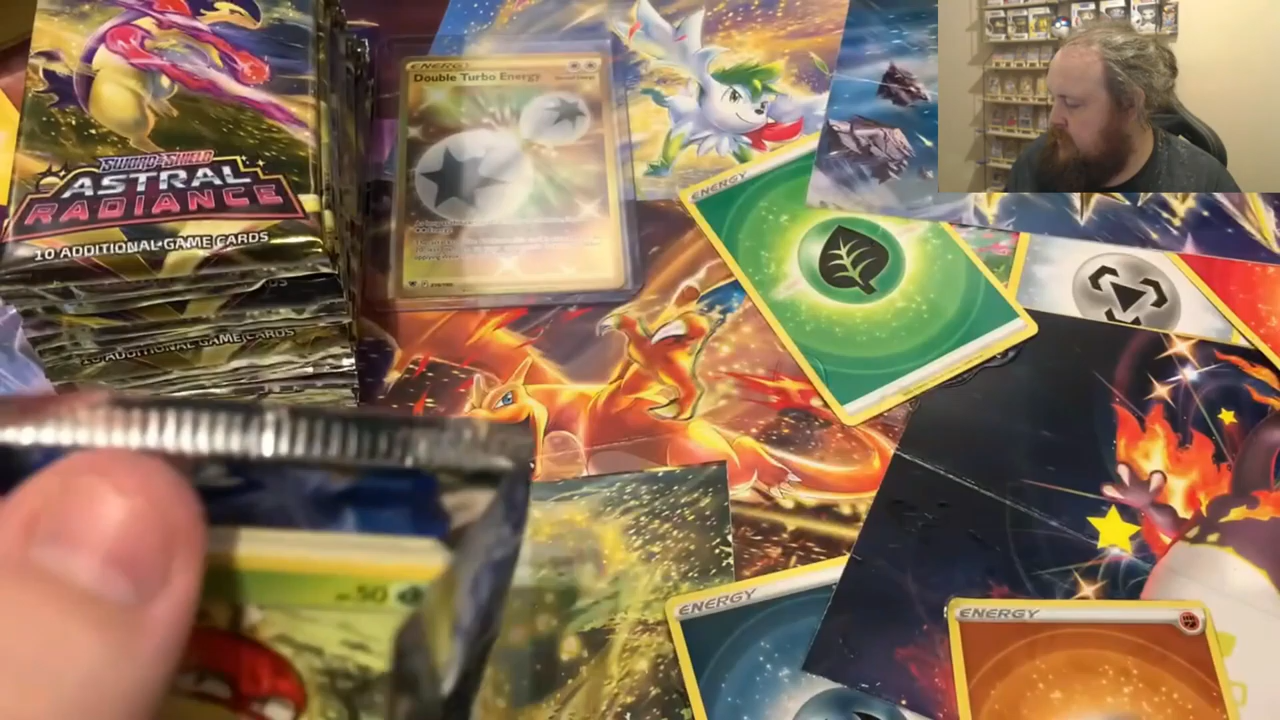 SWORD & SHIELD
ASTRAL
RADIANCE
10 ADDITIONAL GAME CARDS
10 ADDITIONAL GAME CARDS
ENERGY
Double Turbo Energy
ENERGY
50
ENERGY
ENERGY